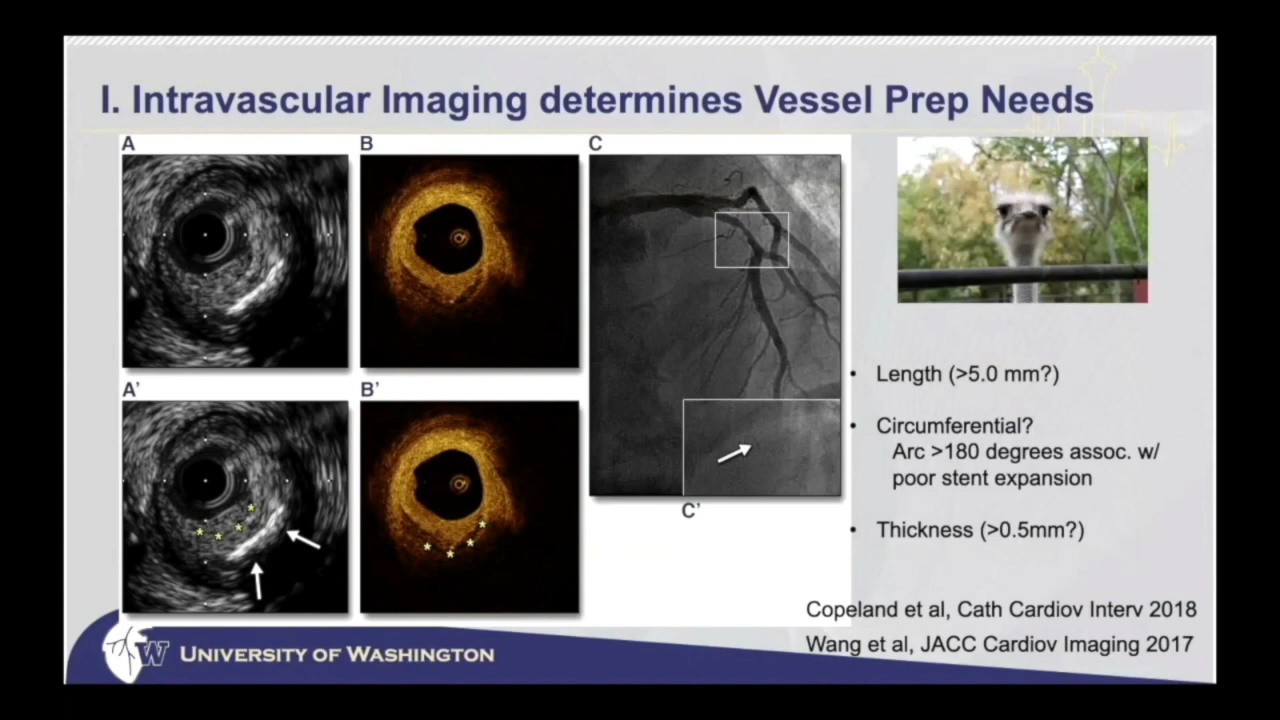 I. Intravascular Imaging determines Vessel Prep Needs
A
B
C
A'
B'
C'
• Length (>5.0 mm?)
• Circumferential?
Arc >180 degrees assoc. w/
poor stent expansion
• Thickness (>0.5mm?)
Copeland et al, Cath Cardiov Interv 2018
Wang et al, JACC Cardiov Imaging 2017
W UNIVERSITY OF WASHINGTON